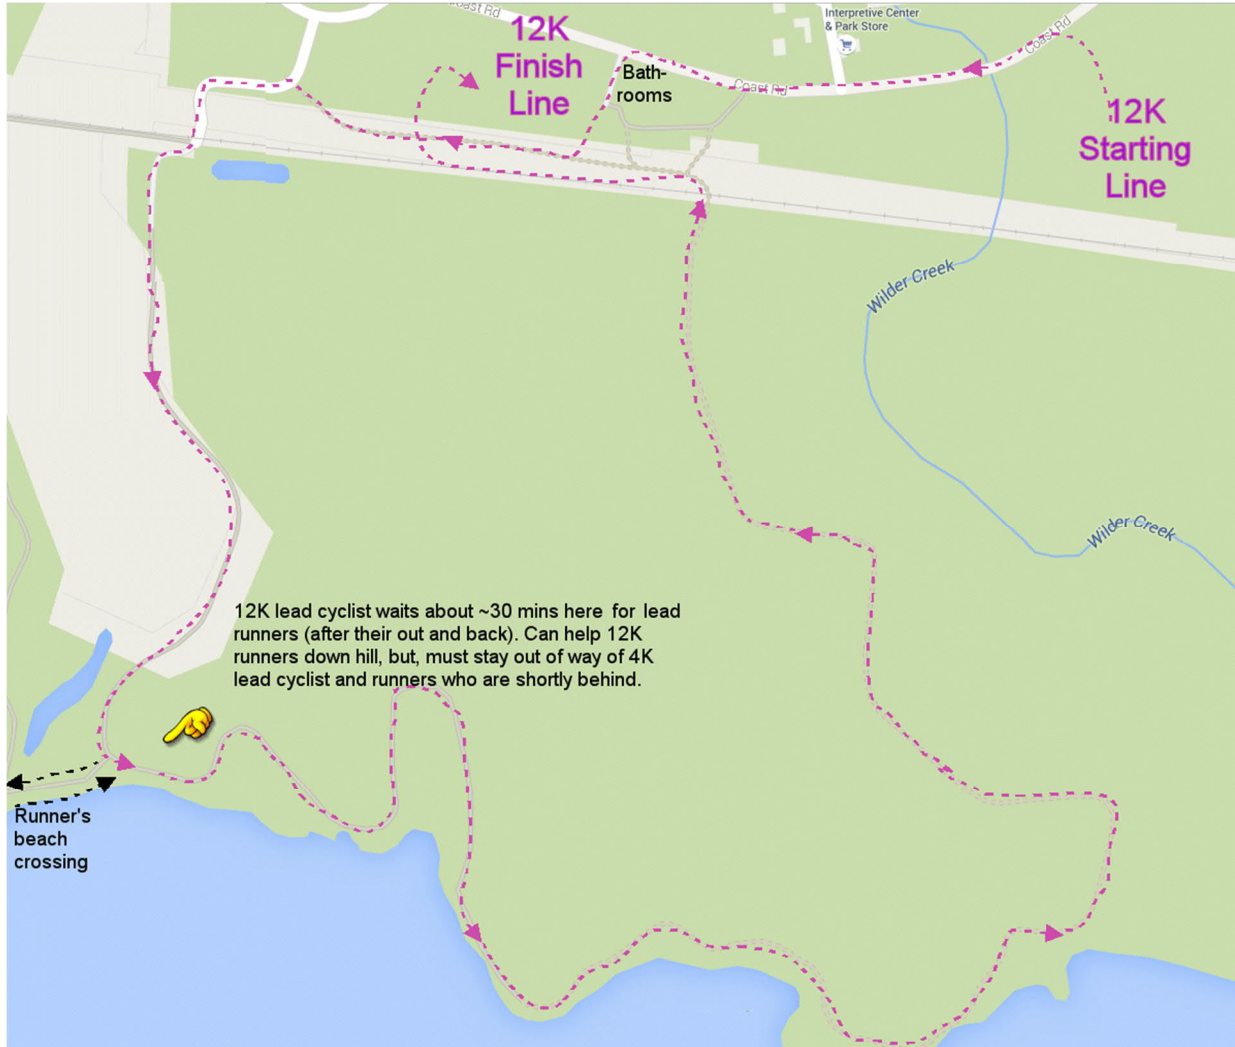 Coast Rd
12K
Finish
Line
Interpretive Center
& Park Store
Coast Rd
Bath-
rooms
Coast Rd
12K
Starting
Line
Wilder Creek
Wilder Creek
12K lead cyclist waits about ~30 mins here for lead
runners (after their out and back). Can help 12K
runners down hill, but, must stay out of way of 4K
lead cyclist and runners who are shortly behind.
Runner's
beach
crossing